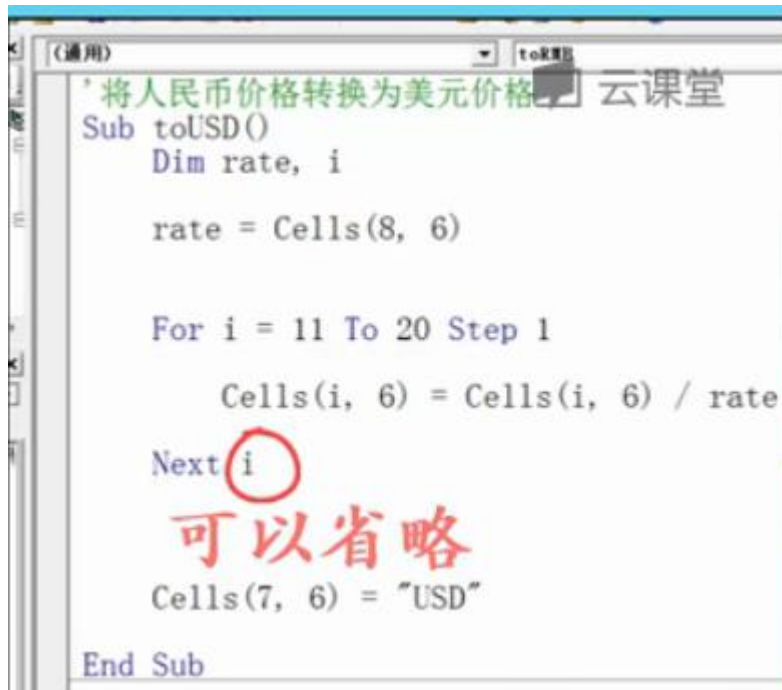 (通用) toRMB
'将人民币价格转换为美元价格 云课堂
Sub toUSD()
Dim rate, i
rate = Cells(8, 6)
For i = 11 To 20 Step 1
Cells(i, 6) = Cells(i, 6) / rate
Next i
可以省略
Cells(7, 6) = "USD"
End Sub